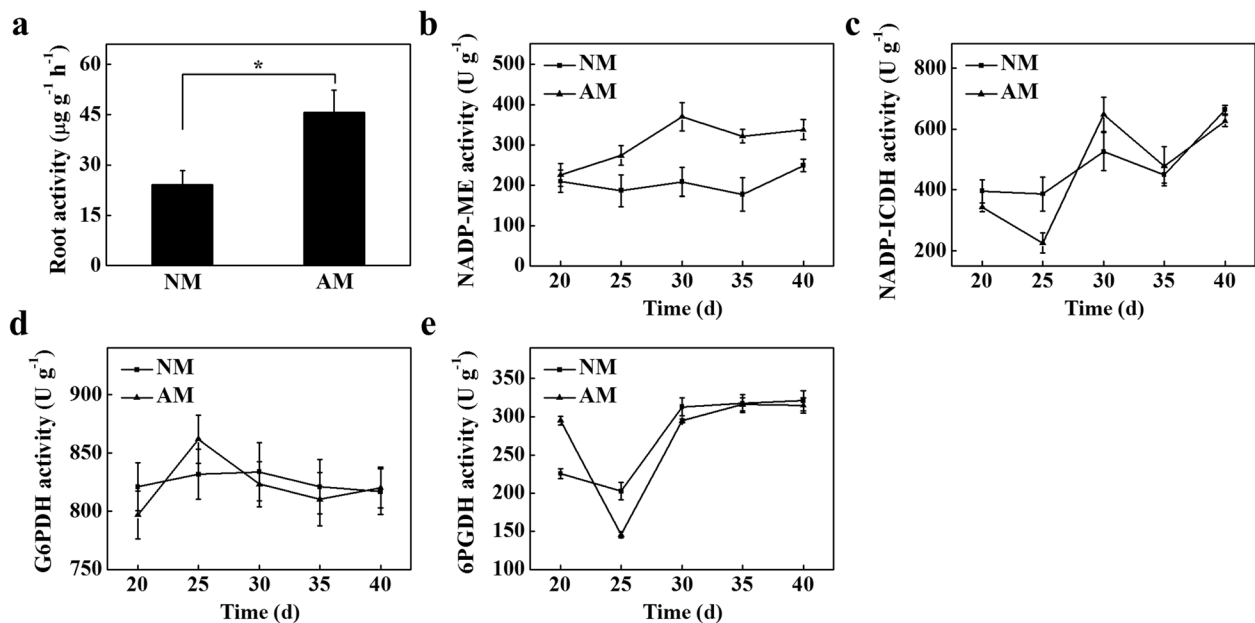 a
Root activity (μg g-1 h-1)
60
45
30
15
0
*
NM
AM
b
NADP-ME activity (U g-1)
500
400
300
200
100
0
NM
AM
20 25 30 35 40
Time (d)
c
NADP-ICDH activity (U g-1)
800
600
400
200
NM
AM
20 25 30 35 40
Time (d)
d
G6PDH activity (U g-1)
900
850
800
750
NM
AM
20 25 30 35 40
Time (d)
e
6PGDH activity (U g-1)
350
300
250
200
150
100
NM
AM
20 25 30 35 40
Time (d)